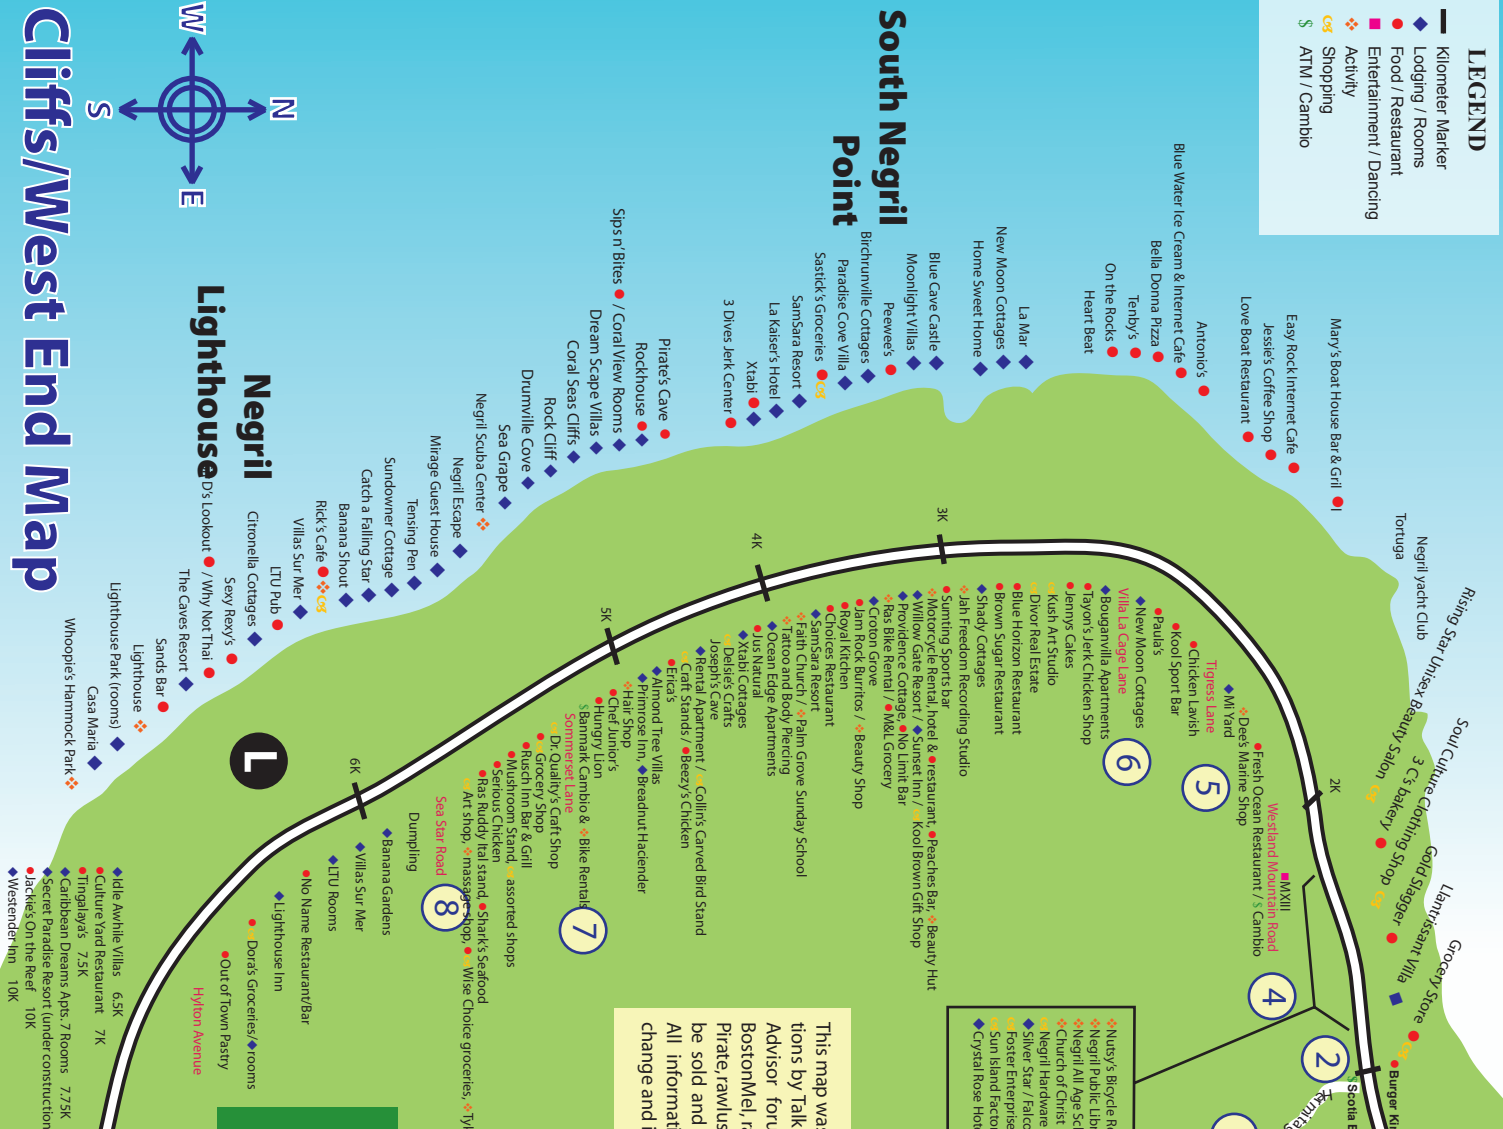 LEGEND
Kilometer Marker
Lodging / Rooms
Food / Restaurant
Entertainment / Dancing
Activity
Shopping
ATM / Cambio
Cliffs/West End Map
N
W
E
S
South Negril
Point
Negril
Lighthouse
Rising Star Unisex Beauty Salon
Soul Culture Clothing Shop
3 C's bakery
Gold Slagger
Llantrissant Villa
Grocery Store
Negril yacht Club
Tortuga
Mary's Boat House Bar & Gril l
Easy Rock Internet Cafe
Jessie's Coffee Shop
Love Boat Restaurant
Antonio's
Blue Water Ice Cream & Internet Cafe
Bella Donna Pizza
Tenby's
On the Rocks
Heart Beat
La Mar
New Moon Cottages
Home Sweet Home
Blue Cave Castle
Moonlight Villas
Peewee's
Birchrunville Cottages
Paradise Cove Villa
Sastick's Groceries
SamSara Resort
La Kaiser's Hotel
Xtabi
3 Dives Jerk Center
Pirate's Cave
Rockhouse
Sips n' Bites / Coral View Rooms
Dream Scape Villas
Coral Seas Cliffs
Rock Cliff
Drumville Cove
Sea Grape
Negril Scuba Center
Negril Escape
Mirage Guest House
Tensing Pen
Sundowner Cottage
Catch a Falling Star
Banana Shout
Rick's Cafe
Villas Sur Mer
LTU Pub
Citronella Cottages
Sexy Rexy's
D's Lookout / Why Not Thai
The Caves Resort
Sands Bar
Lighthouse
Lighthouse Park (rooms)
Casa Maria
Whoopie's Hammock Park
L
2K
3K
4K
5K
6K
Burger Ki
Scotia B
2
4
5
6
7
8
MXIII
Westland Mountain Road
Fresh Ocean Restaurant / $ Cambio
Dee's Marine Shop
Mi Yard
Tigress Lane
Chicken Lavish
Kool Sport Bar
Paula's
New Moon Cottages
Villa La Cage Lane
Bouganvilla Apartments
Tayon's Jerk Chicken Shop
Jennys Cakes
Kush Art Studio
Divor Real Estate
Blue Horizon Restaurant
Brown Sugar Restaurant
Shady Cottages
Jah Freedom Recording Studio
Sumting Sports bar
Motorcycle Rental, hotel & restaurant, Peaches Bar, Beauty Hut
Willow Gate Resort / Sunset Inn / Kool Brown Gift Shop
Providence Cottage, No Limit Bar
Ras Bike Rental / M&L Grocery
Croton Grove
Jam Rock Burritos / Beauty Shop
Royal Kitchen
Choices Restaurant
SamSara Resort
Faith Church / Palm Grove Sunday School
Tattoo and Body Piercing
Ocean Edge Apartments
Jus Natural
Xtabi Cottages
Delsie's Crafts
Joseph's Cave
Rental Apartment / Collin's Carved Bird Stand
Craft Stands / Beezy's Chicken
Erica's
Almond Tree Villas
Primrose Inn, Breadnut Haciender
Hair Shop
Chef Junior's
Hungry Lion
$ Banmark Cambio & Bike Rentals
Sommerset Lane
Dr. Quality's Craft Shop
Grocery Shop
Rusch Inn Bar & Grill
Mushroom Stand, assorted shops
Serious Chicken
Ras Ruddy Ital stand, Shark's Seafood
Art shop, massage shop, Wise Choice groceries, Tyk
Sea Star Road
Dumpling
Banana Gardens
Villas Sur Mer
LTU Rooms
No Name Restaurant/Bar
Lighthouse Inn
Dora's Groceries/ rooms
Out of Town Pastry
Hylton Avenue
Idle Awhile Villas 6.5K
Culture Yard Restaurant 7K
Tingalaya's 7.5K
Caribbean Dreams Apts. 7 Rooms 7.75K
Secret Paradise Resort (under construction
Jackie's On the Reef 10K
Westender Inn 10K
Nutsy's Bicycle Re
Negril Public Libr
Negril All Age Sch
Church of Christ
Negril Hardware
Silver Star / Falco
Foster Enterprise
Sun Island Facto
Crystal Rose Hote
This map was
tions by Talk
Advisor foru
BostonMel, ra
Pirate, rawlus
be sold and
All informati
change and i